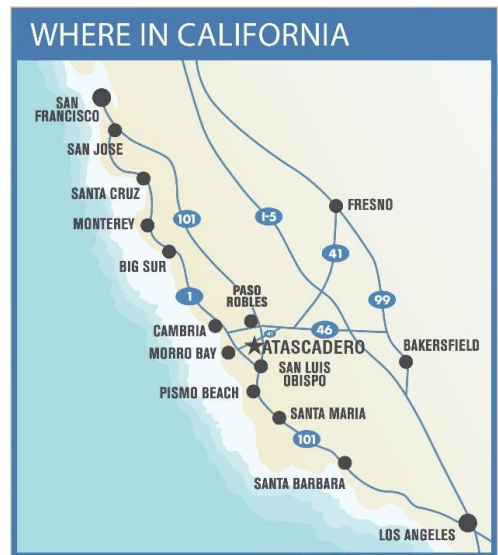 WHERE IN CALIFORNIA
SAN
FRANCISCO
SAN JOSE
SANTA CRUZ
MONTEREY
101
I-5
FRESNO
BIG SUR
41
1
PASO
ROBLES
99
CAMBRIA
41
46
MORRO BAY
ATASCADERO
BAKERSFIELD
SAN LUIS
OBISPO
PISMO BEACH
SANTA MARIA
101
SANTA BARBARA
LOS ANGELES